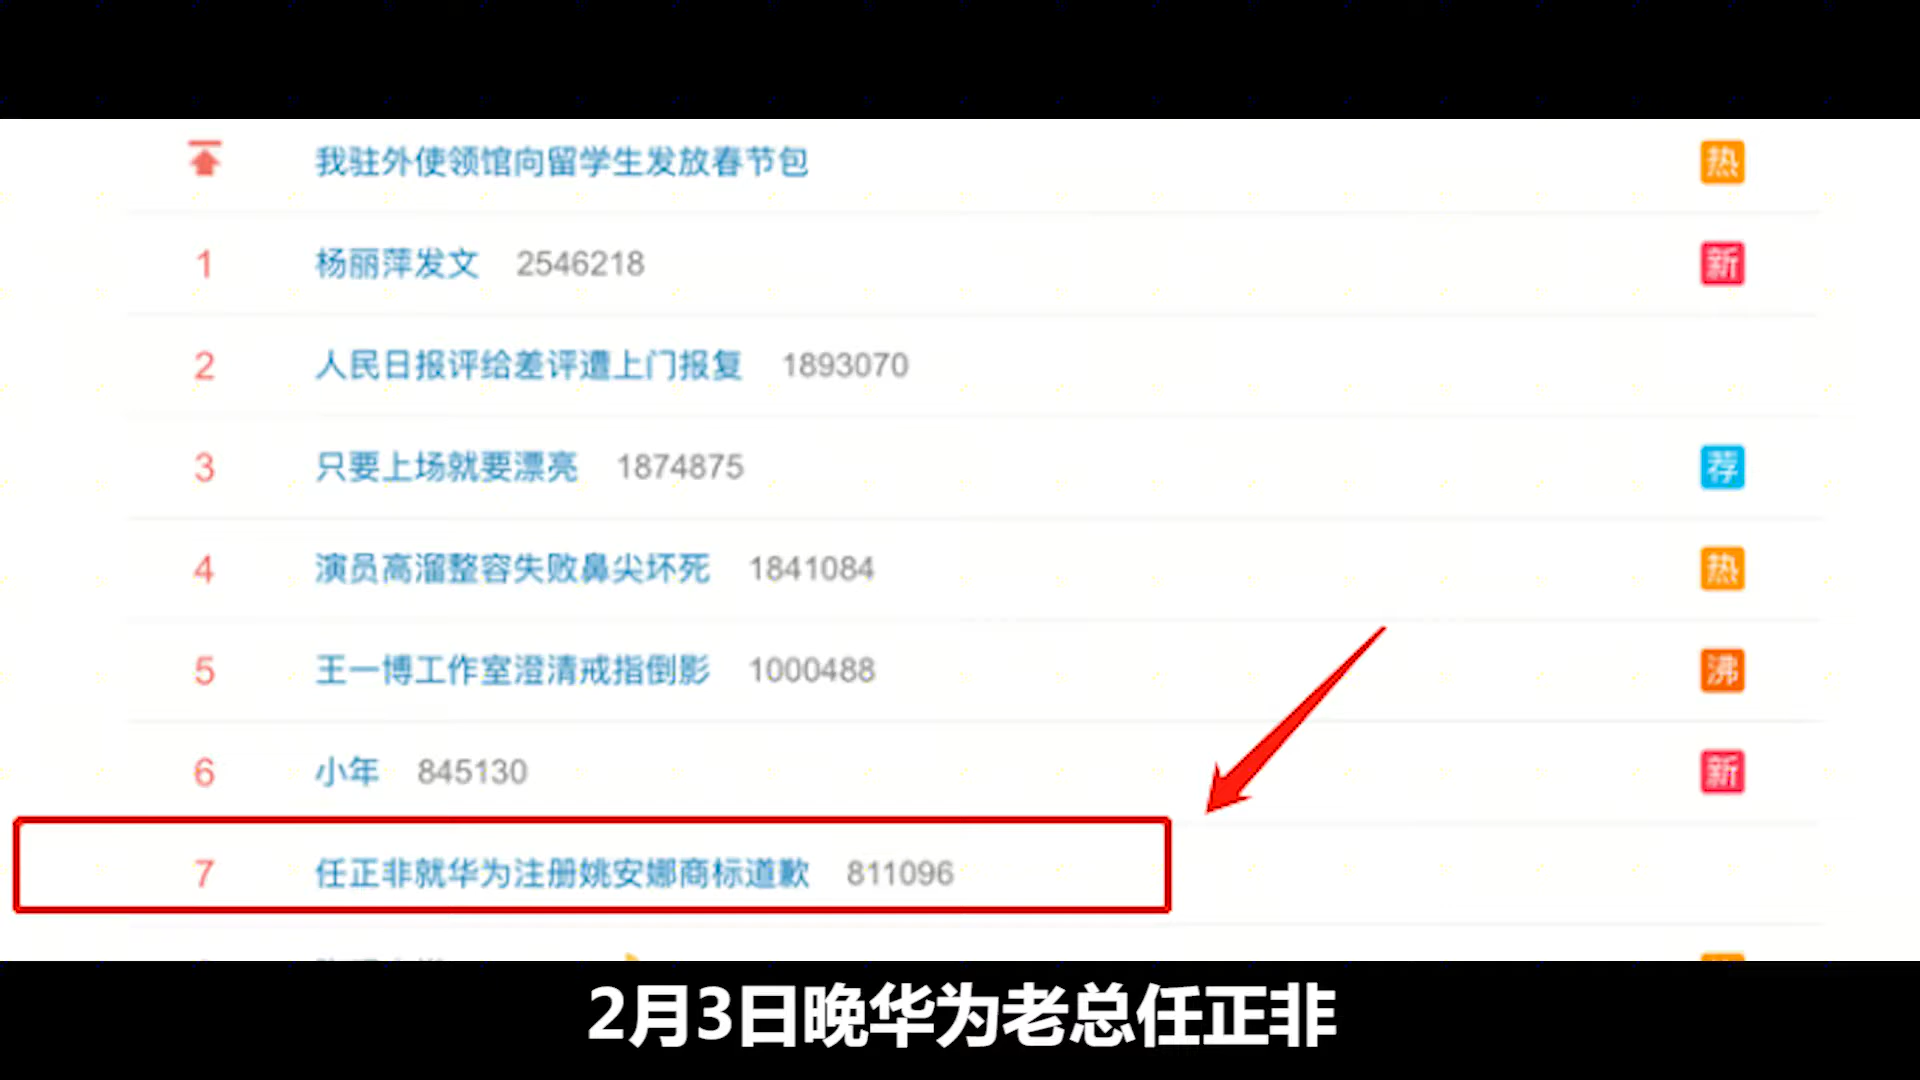 我驻外使领馆向留学生发放春节包 热
1 杨丽萍发文 2546218 新
2 人民日报评给差评遭上门报复 1893070
3 只要上场就要漂亮 1874875 荐
4 演员高溜整容失败鼻尖坏死 1841084 热
5 王一博工作室澄清戒指倒影 1000488 沸
6 小年 845130 新
7 任正非就华为注册姚安娜商标道歉 811096
2月3日晚华为老总任正非